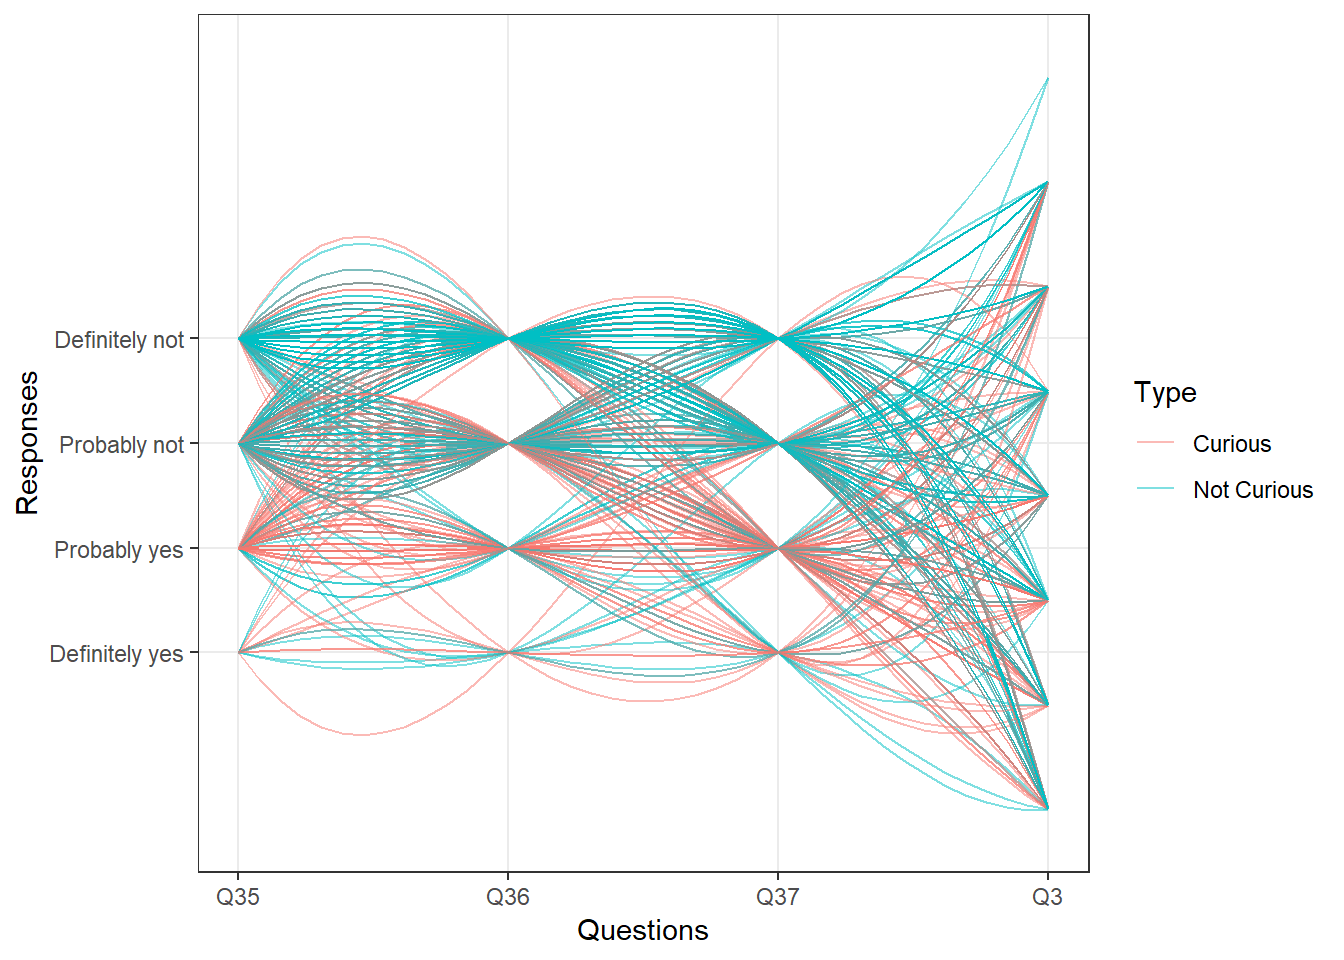 Definitely not
Probably not
Probably yes
Definitely yes
Responses
Q35
Q36
Q37
Q3
Questions
Type
Curious
Not Curious